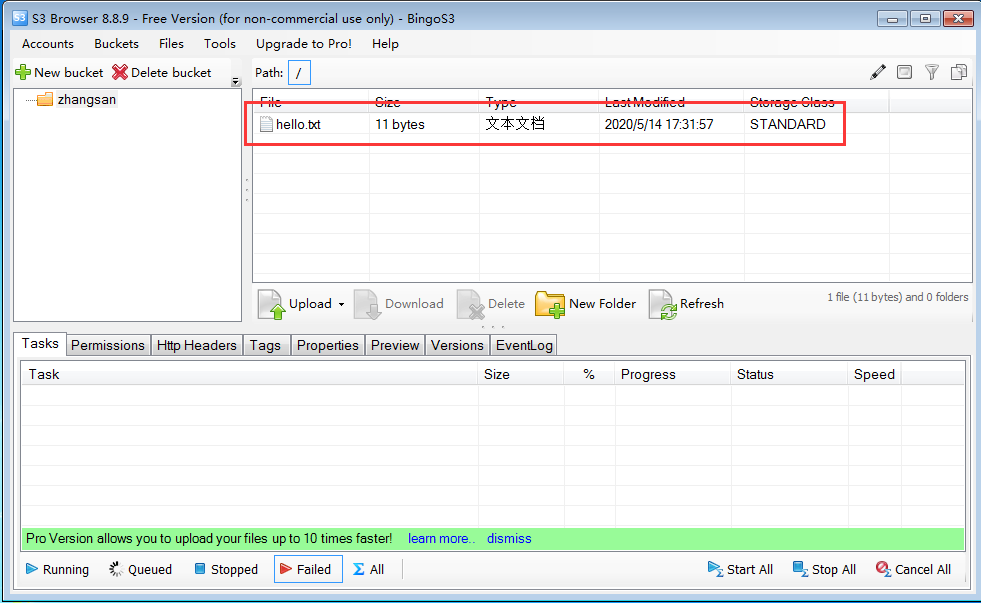 S3 Browser 8.8.9 - Free Version (for non-commercial use only) - BingoS3
Accounts Buckets Files Tools Upgrade to Pro! Help
New bucket Delete bucket Path: /
zhangsan
File Size Type Last Modified Storage Class
hello.txt 11 bytes 文本文档 2020/5/14 17:31:57 STANDARD
Upload Download Delete New Folder Refresh 1 file (11 bytes) and 0 folders
Tasks Permissions Http Headers Tags Properties Preview Versions EventLog
Task Size % Progress Status Speed
Pro Version allows you to upload your files up to 10 times faster! learn more.. dismiss
Running Queued Stopped Failed All Start All Stop All Cancel All